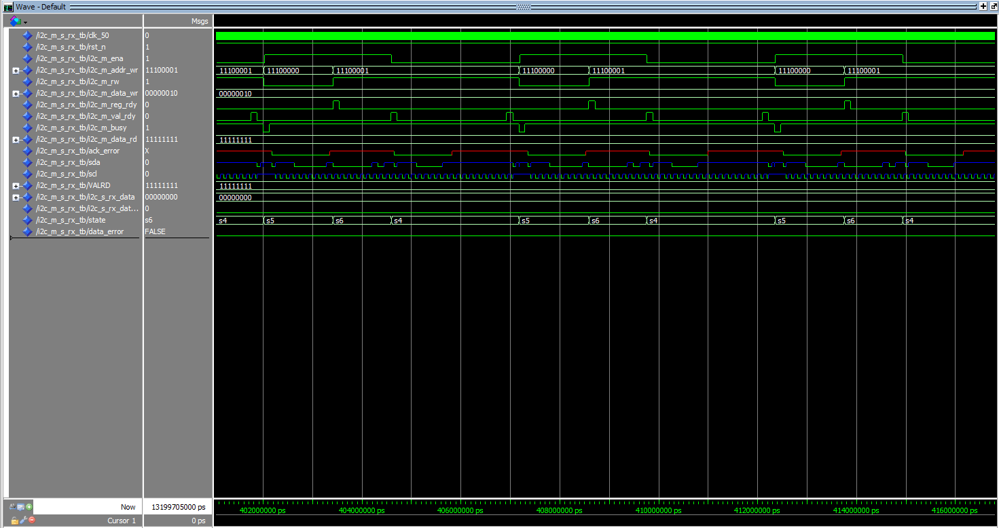 Wave - Default
Msgs
/i2c_m_s_rx_tb/clk_50 0
/i2c_m_s_rx_tb/rst_n 1
/i2c_m_s_rx_tb/i2c_m_ena 1
/i2c_m_s_rx_tb/i2c_m_addr_wr 11100001 11100001 11100000 11100001 11100000 11100001 11100000 11100001
/i2c_m_s_rx_tb/i2c_m_rw 1
/i2c_m_s_rx_tb/i2c_m_data_wr 00000010 00000010
/i2c_m_s_rx_tb/i2c_m_reg_rdy 0
/i2c_m_s_rx_tb/i2c_m_val_rdy 0
/i2c_m_s_rx_tb/i2c_m_busy 1
/i2c_m_s_rx_tb/i2c_m_data_rd 11111111 11111111
/i2c_m_s_rx_tb/ack_error X
/i2c_m_s_rx_tb/sda 0
/i2c_m_s_rx_tb/scl 0
/i2c_m_s_rx_tb/VALRD 11111111 11111111
/i2c_m_s_rx_tb/i2c_s_rx_data 00000000 00000000
/i2c_m_s_rx_tb/i2c_s_rx_dat... 0
/i2c_m_s_rx_tb/state s6 s4 s5 s6 s4 s5 s6 s4 s5 s6 s4
/i2c_m_s_rx_tb/data_error FALSE
Now 13199705000 ps 402000000 ps 404000000 ps 406000000 ps 408000000 ps 410000000 ps 412000000 ps 414000000 ps 416000000 ps
Cursor 1 0 ps